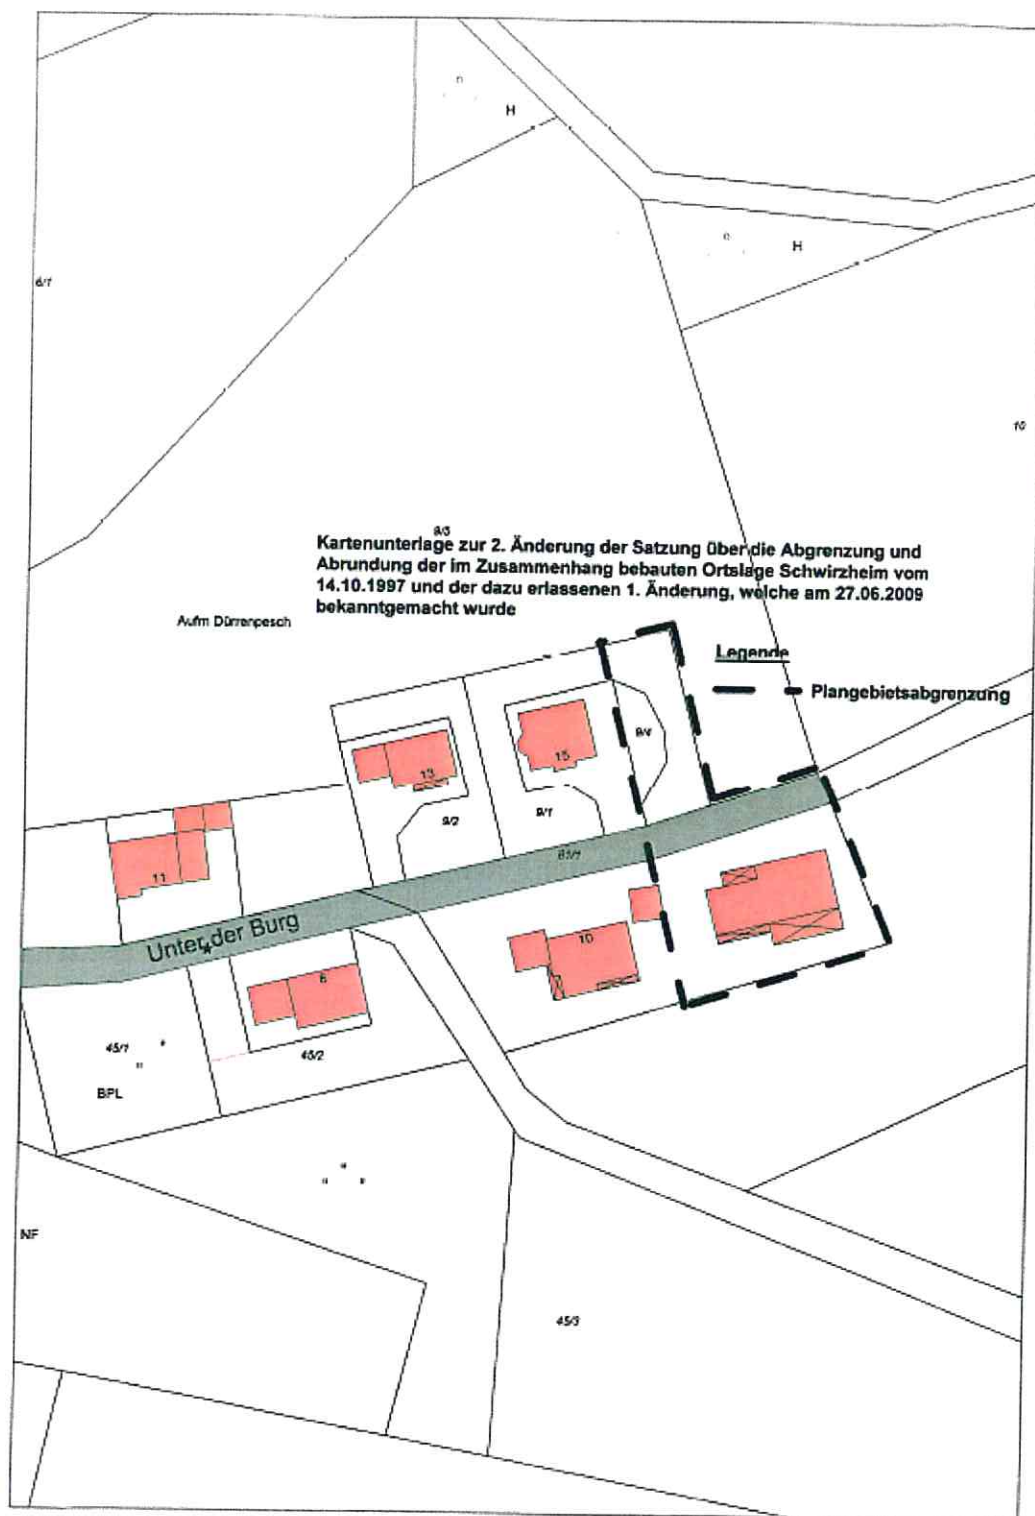 H
H
6/1
10
9/3
Kartenunterlage zur 2. Änderung der Satzung über die Abgrenzung und
Abrundung der im Zusammenhang bebauten Ortslage Schwirzheim vom
14.10.1997 und der dazu erlassenen 1. Änderung, welche am 27.06.2009
bekanntgemacht wurde
Aufm Dürrenpesch
Legende
Plangebietsabgrenzung
9/4
15
13
9/2
9/1
61/1
11
Unter der Burg
10
8
45/1
45/2
BPL
NF
45/3